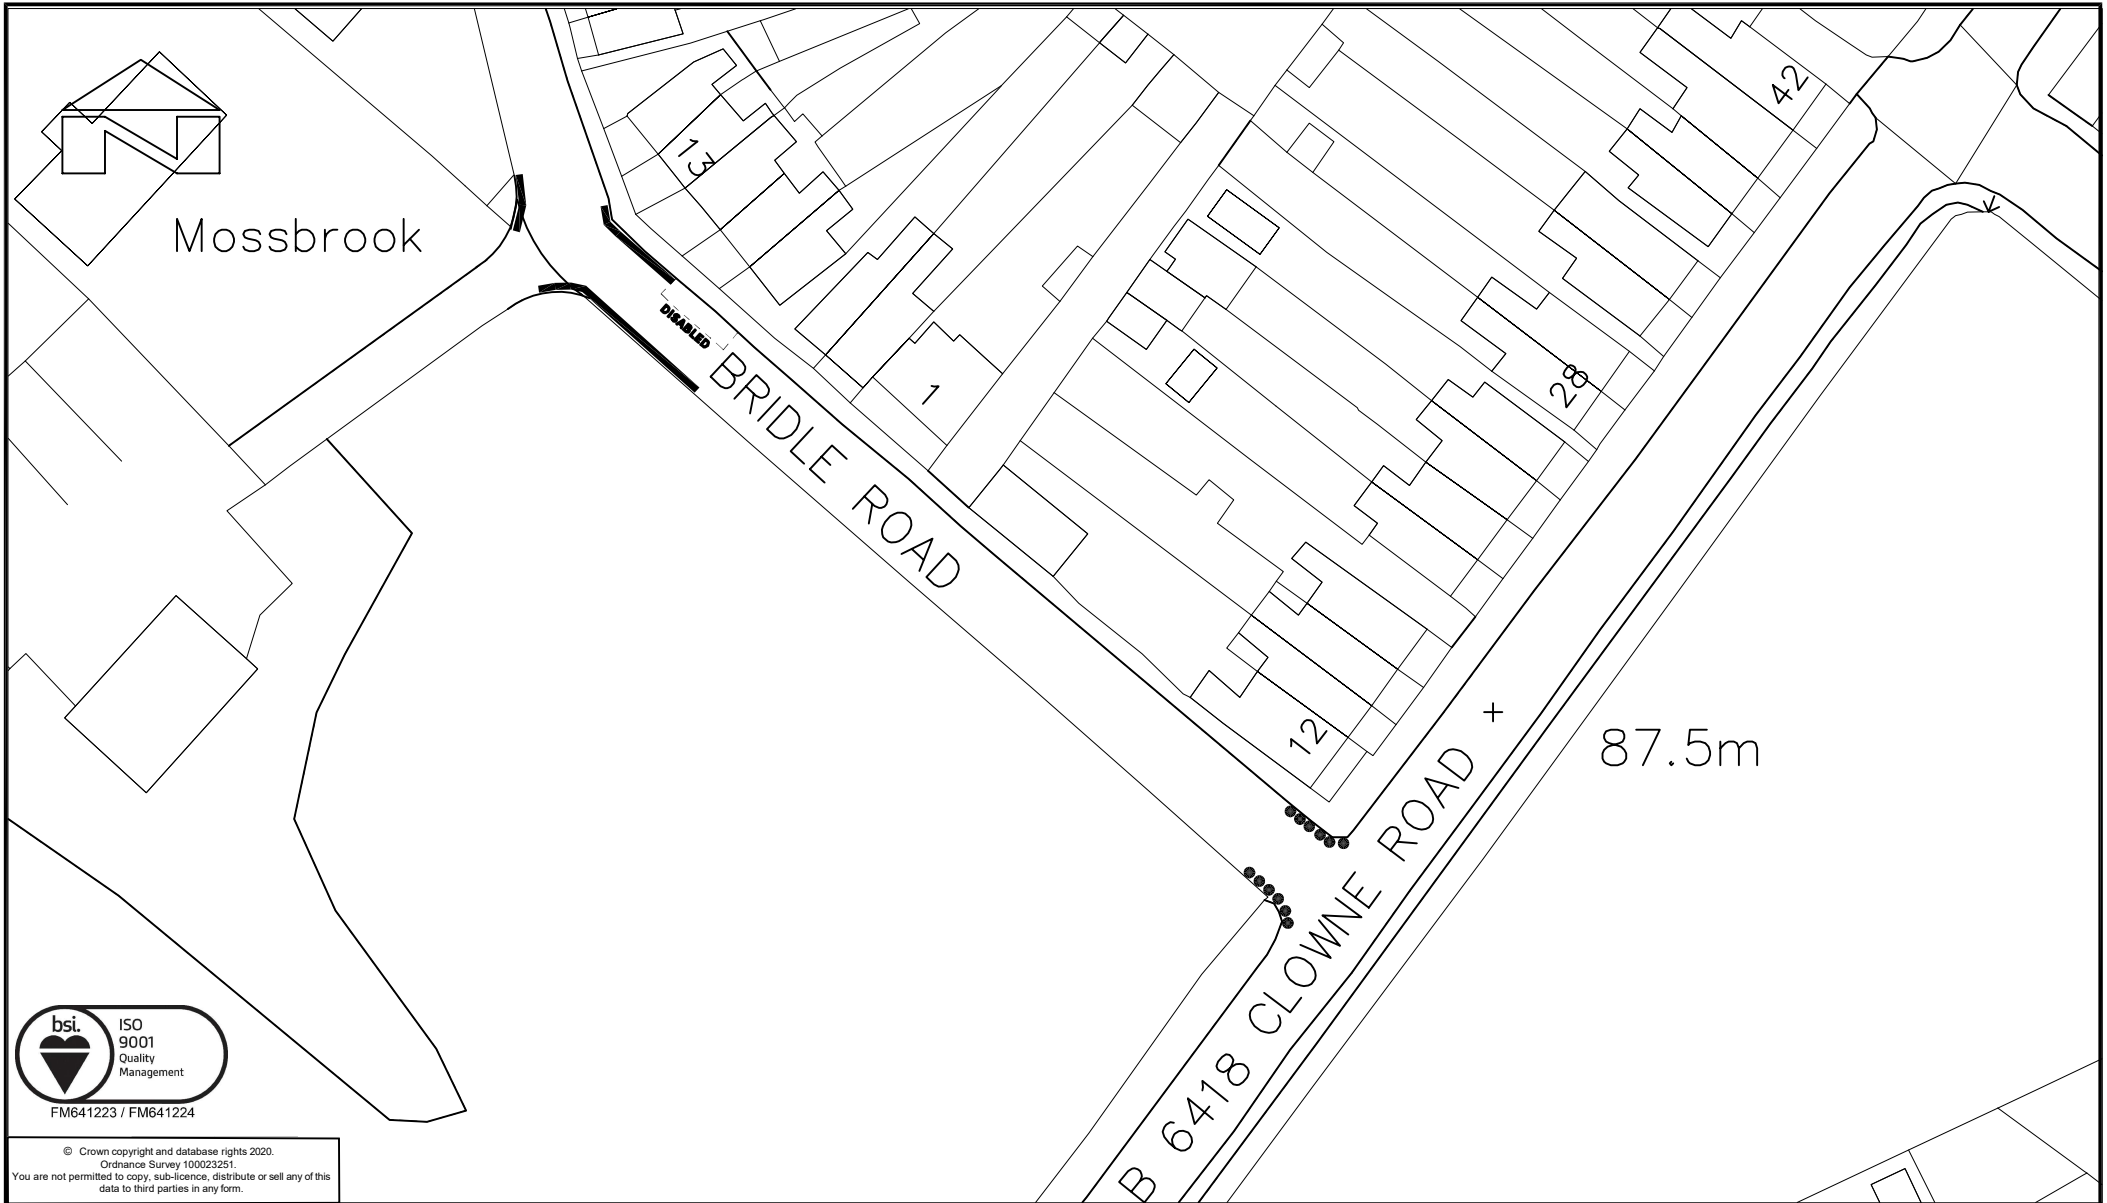 42
13
Mossbrook
DISABLED
BRIDLE ROAD
1
28
12
87.5m
B 6418 CLOWNE ROAD
bsi.
ISO
9001
Quality
Management
FM641223 / FM641224
© Crown copyright and database rights 2020.
Ordnance Survey 100023251.
You are not permitted to copy, sub-licence, distribute or sell any of this
data to third parties in any form.